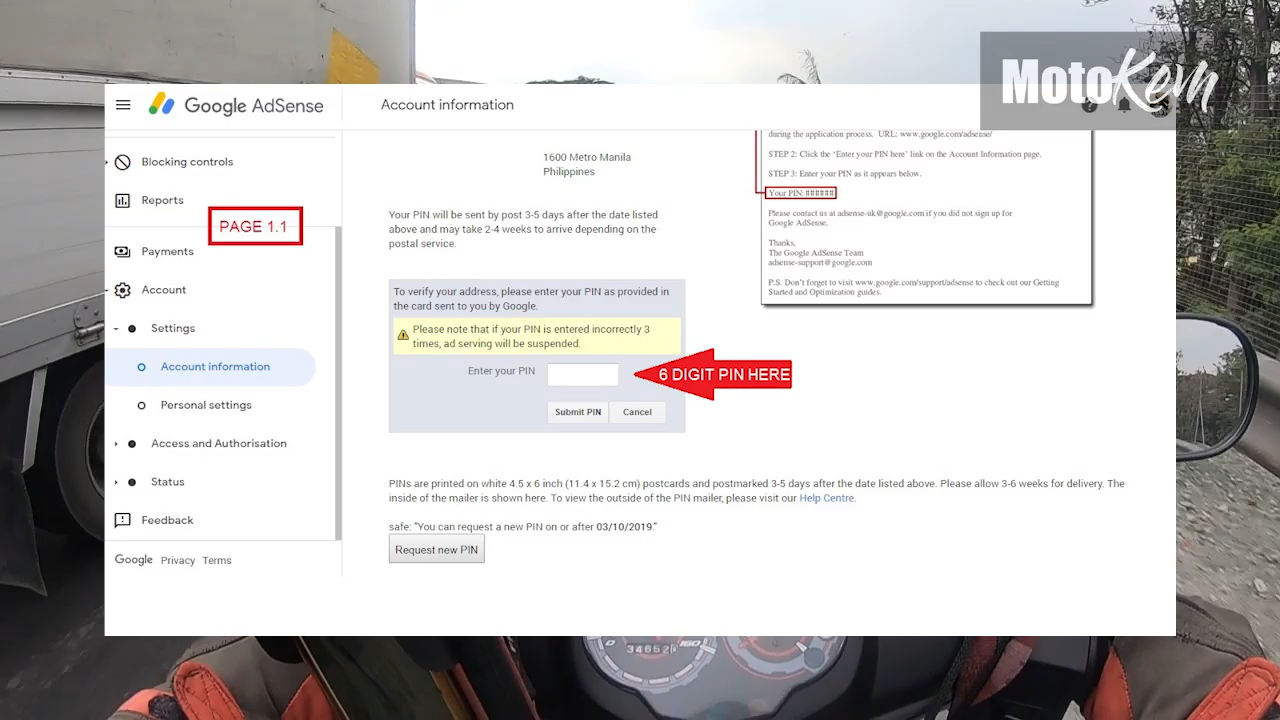 MotoKevn
Google AdSense
Account information
Blocking controls
Reports
PAGE 1.1
Payments
Account
Settings
Account information
Personal settings
Access and Authorisation
Status
Feedback
Google Privacy Terms
1600 Metro Manila
Philippines
Your PIN will be sent by post 3-5 days after the date listed
above and may take 2-4 weeks to arrive depending on the
postal service.
To verify your address, please enter your PIN as provided in
the card sent to you by Google.
Please note that if your PIN is entered incorrectly 3
times, ad serving will be suspended.
Enter your PIN
6 DIGIT PIN HERE
Submit PIN Cancel
during the application process. URL: www.google.com/adsense/
STEP 2: Click the ‘Enter your PIN here’ link on the Account Information page.
STEP 3: Enter your PIN as it appears below.
Your PIN: ######
Please contact us at adsense-uk@google.com if you did not sign up for
Google AdSense.
Thanks,
The Google AdSense Team
adsense-support@google.com
P.S. Don’t forget to visit www.google.com/support/adsense to check out our Getting
Started and Optimization guides.
PINs are printed on white 4.5 x 6 inch (11.4 x 15.2 cm) postcards and postmarked 3-5 days after the date listed above. Please allow 3-6 weeks for delivery. The
inside of the mailer is shown here. To view the outside of the PIN mailer, please visit our Help Centre.
safe: "You can request a new PIN on or after 03/10/2019."
Request new PIN
0 34652 160